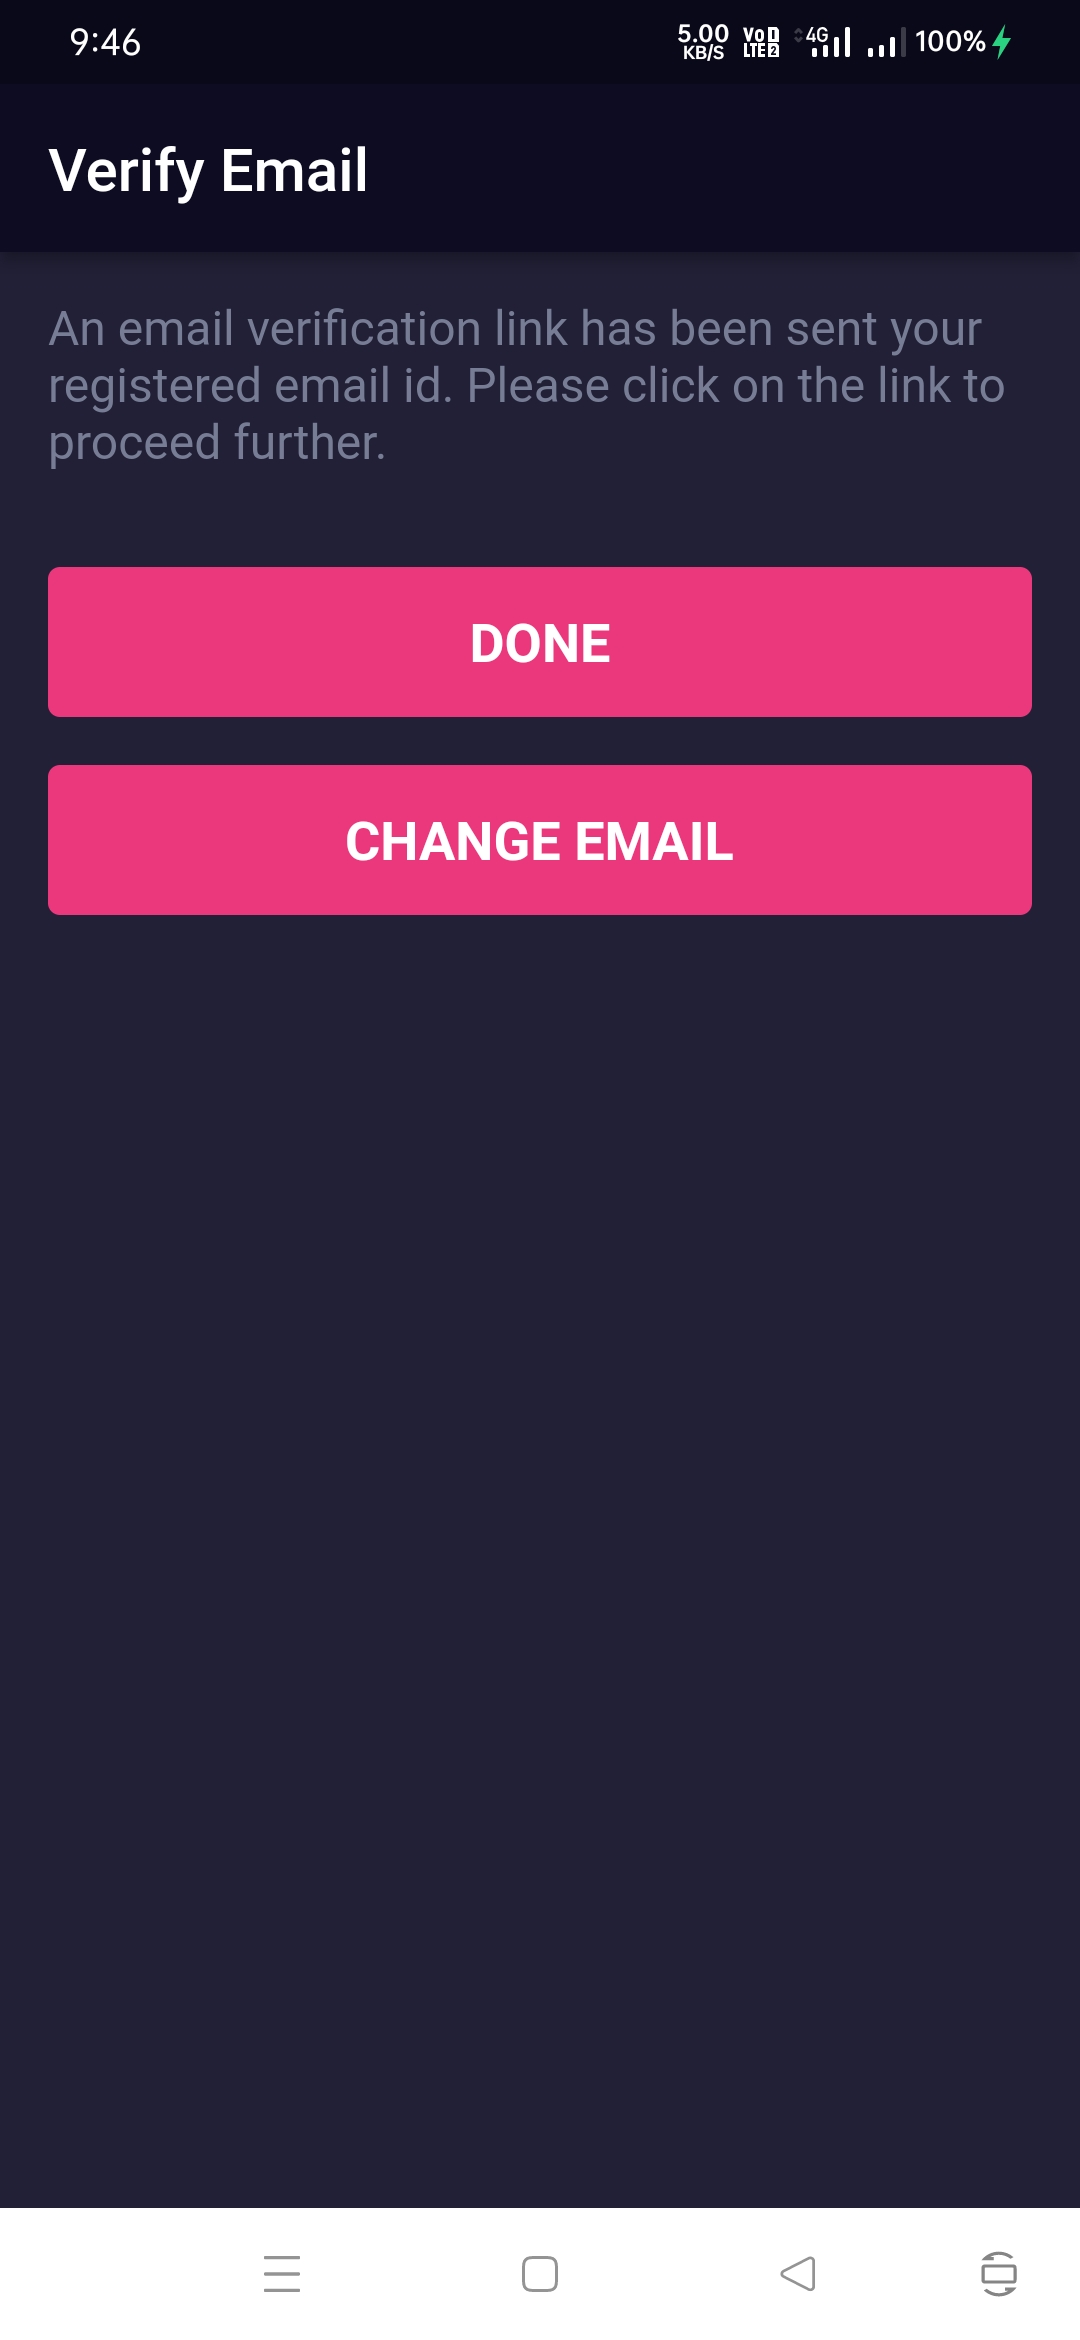 9:46
5.00
KB/S
Vo 1
LTE 2
4G
100%
Verify Email
An email verification link has been sent your
registered email id. Please click on the link to
proceed further.
DONE
CHANGE EMAIL